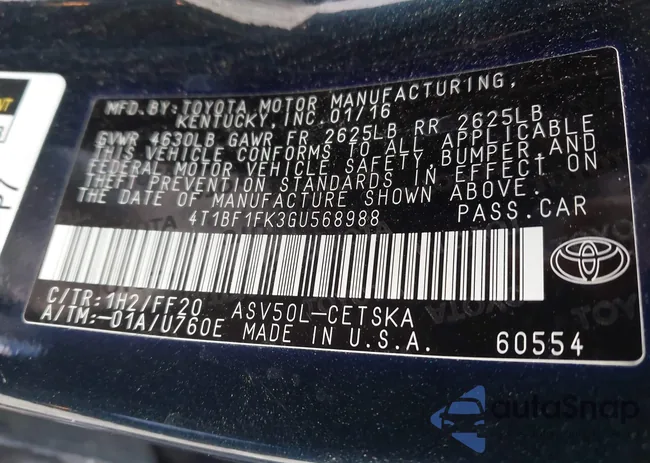 MFD.BY:TOYOTA MOTOR MANUFACTURING,
KENTUCKY,INC.01/16
GVWR 4630LB GAWR FR 2625LB RR 2625LB
THIS VEHICLE CONFORMS TO ALL APPLICABLE
FEDERAL MOTOR VEHICLE SAFETY,BUMPER,AND
THEFT PREVENTION STANDARDS IN EFFECT ON
THE DATE OF MANUFACTURE SHOWN ABOVE.
4T1BF1FK3GU568988 PASS.CAR
C/TR:1H2/FF20 ASV50L-CETSKA
A/TM:-01A/U760E MADE IN U.S.A. 60554
autoSnap